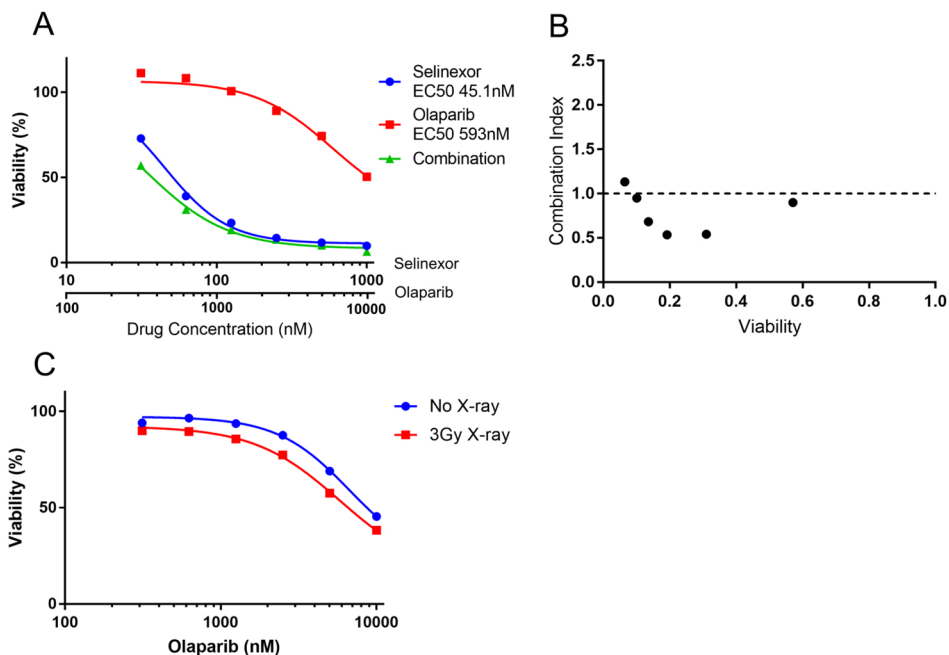 A
Viability (%)
100
50
0
10
100
1000
Selinexor
100
1000
10000
Olaparib
Drug Concentration (nM)
Selinexor
EC50 45.1nM
Olaparib
EC50 593nM
Combination
B
Combination Index
2.5
2.0
1.5
1.0
0.5
0.0
0.0
0.2
0.4
0.6
0.8
1.0
Viability
C
Viability (%)
100
50
0
100
1000
10000
Olaparib (nM)
No X-ray
3Gy X-ray